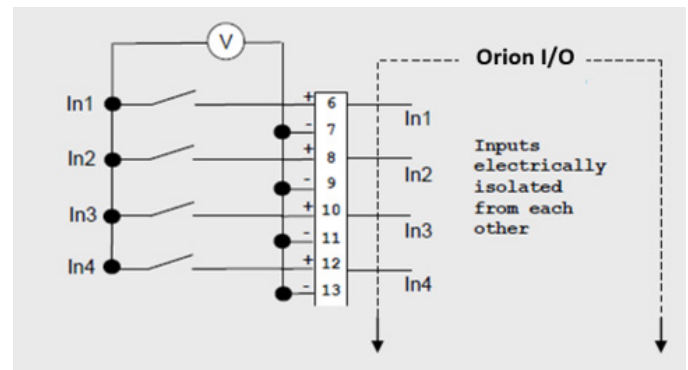 V
Orion I/O
In1
+ 6
In1
- 7
In2
+ 8
In2
- 9
In3
+ 10
In3
- 11
In4
+ 12
In4
- 13
Inputs
electrically
isolated
from each
other